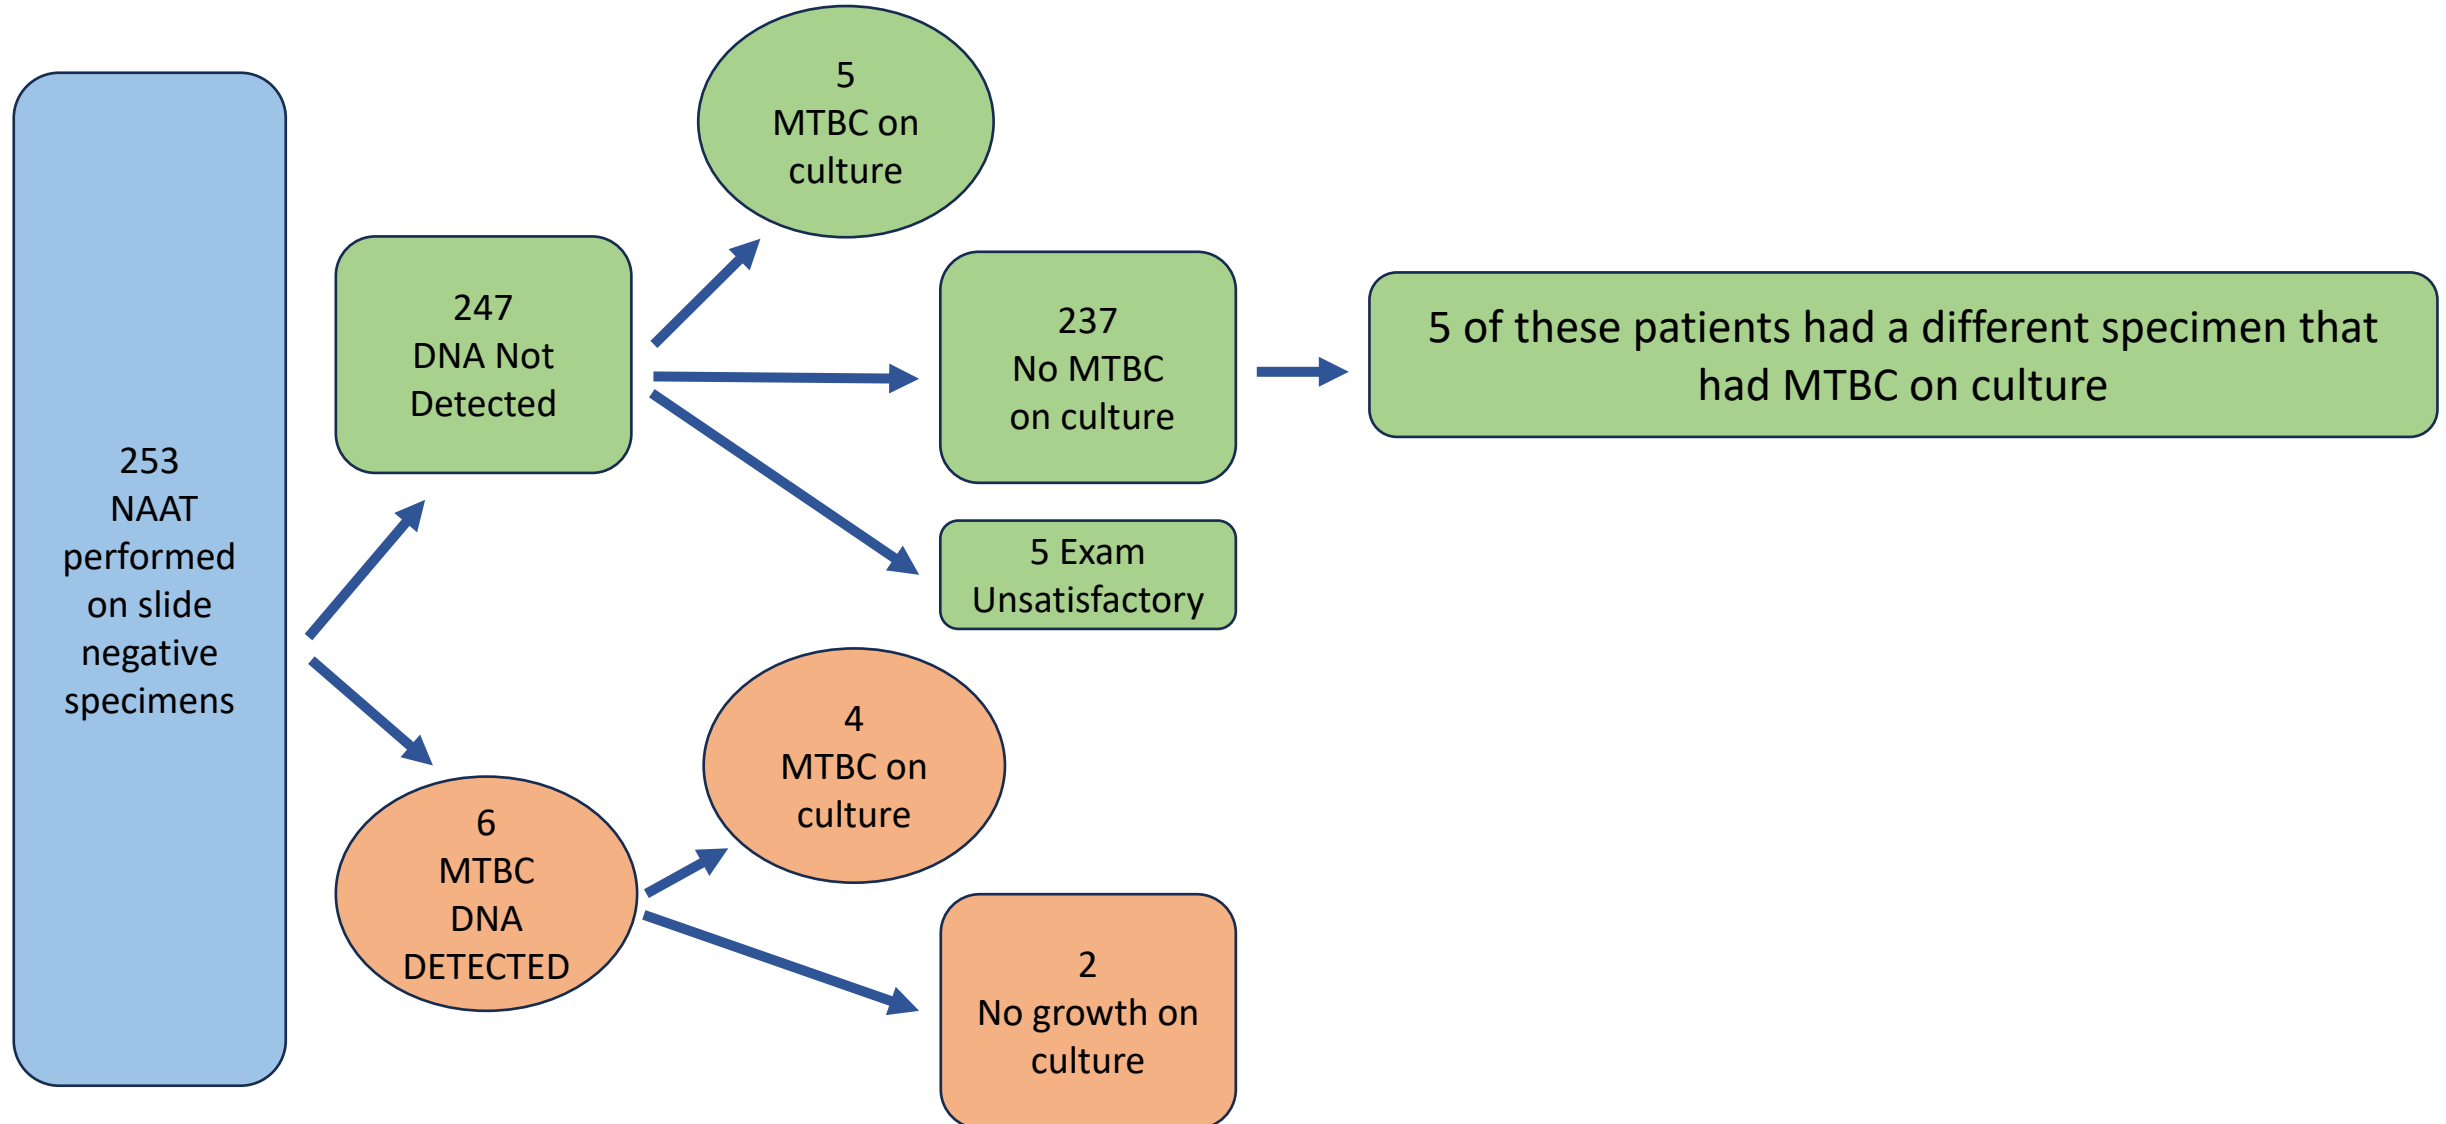 253
NAAT
performed
on slide
negative
specimens
247
DNA Not
Detected
5
MTBC on
culture
237
No MTBC
on culture
5 of these patients had a different specimen that
had MTBC on culture
5 Exam
Unsatisfactory
6
MTBC
DNA
DETECTED
4
MTBC on
culture
2
No growth on
culture